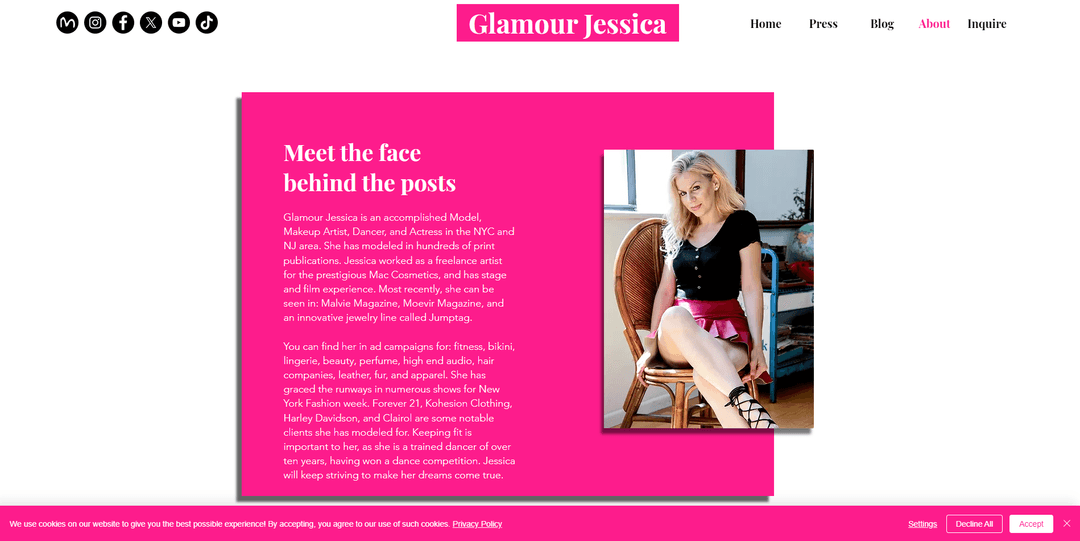 Glamour Jessica
Home Press Blog About Inquire
Meet the face
behind the posts
Glamour Jessica is an accomplished Model,
Makeup Artist, Dancer, and Actress in the NYC and
NJ area. She has modeled in hundreds of print
publications. Jessica worked as a freelance artist
for the prestigious Mac Cosmetics, and has stage
and film experience. Most recently, she can be
seen in: Malvie Magazine, Moevir Magazine, and
an innovative jewelry line called Jumptag.
You can find her in ad campaigns for: fitness, bikini,
lingerie, beauty, perfume, high end audio, hair
companies, leather, fur, and apparel. She has
graced the runways in numerous shows for New
York Fashion week. Forever 21, Kohesion Clothing,
Harley Davidson, and Clairol are some notable
clients she has modeled for. Keeping fit is
important to her, as she is a trained dancer of over
ten years, having won a dance competition. Jessica
will keep striving to make her dreams come true.
We use cookies on our website to give you the best possible experience! By accepting, you agree to our use of such cookies. Privacy Policy
Settings Decline All Accept